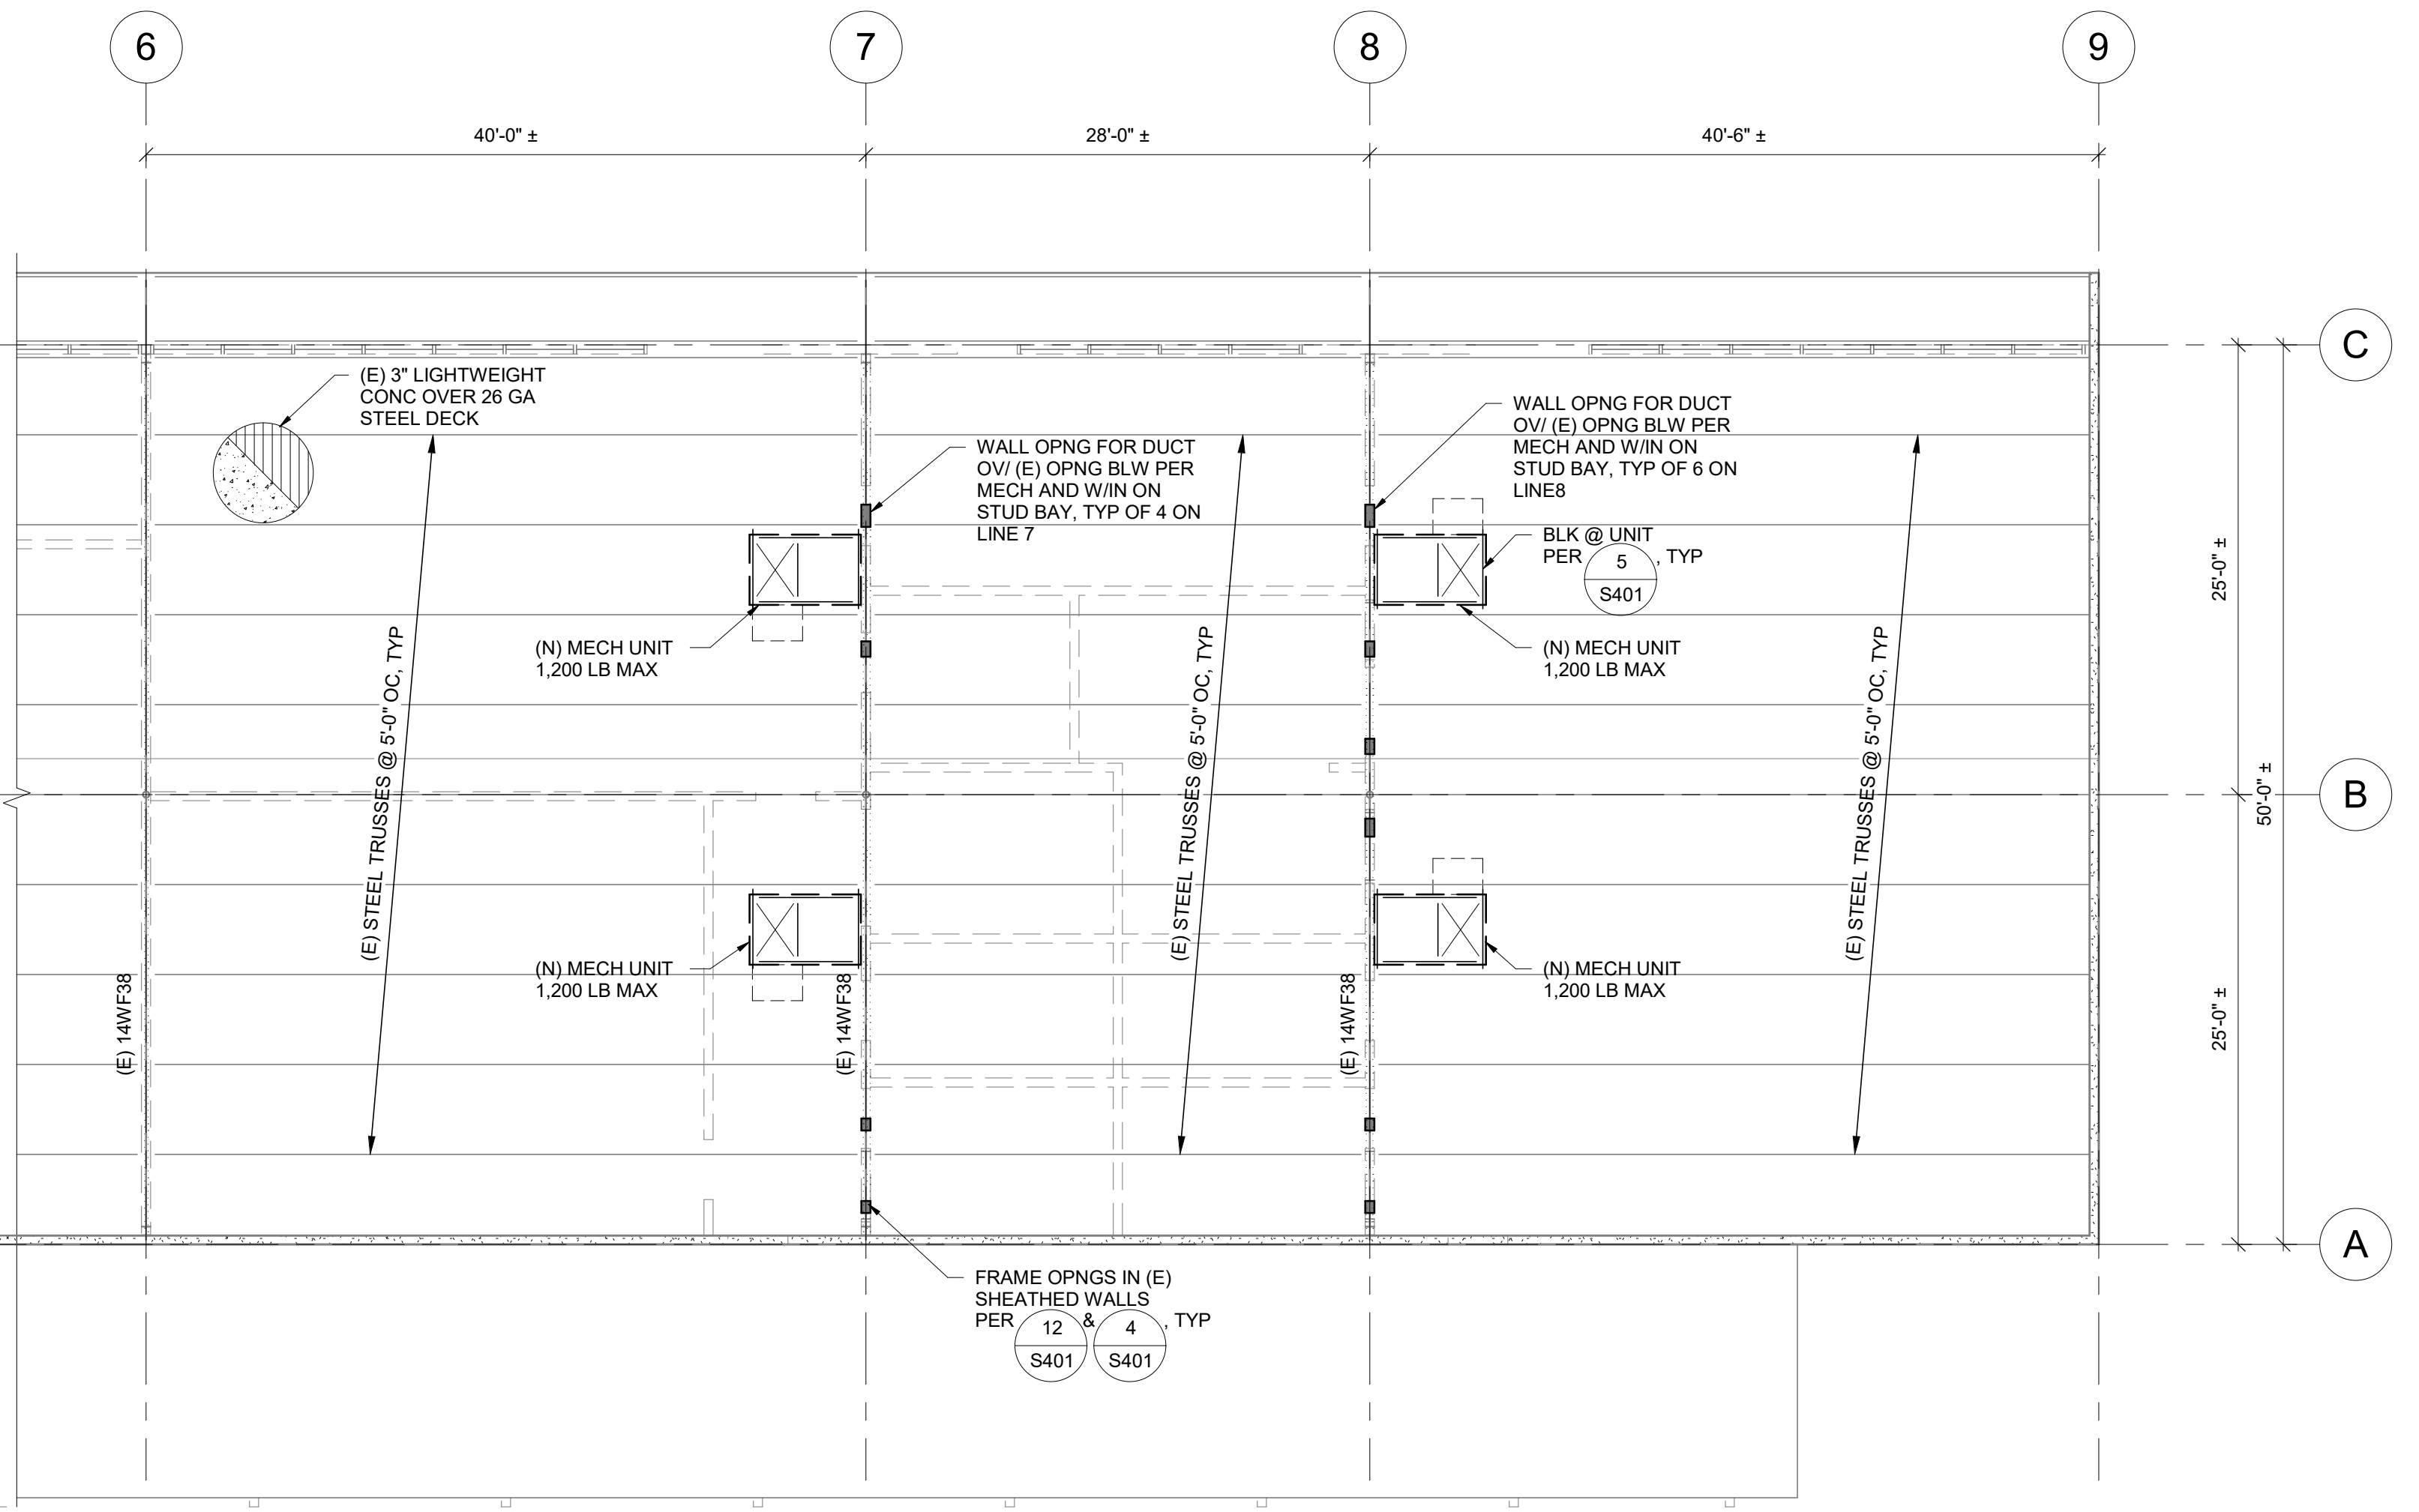 6
7
8
9
40'-0" ±
28'-0" ±
40'-6" ±
C
(E) 3" LIGHTWEIGHT
CONC OVER 26 GA
STEEL DECK
WALL OPNG FOR DUCT
OV/ (E) OPNG BLW PER
MECH AND W/IN ON
STUD BAY, TYP OF 4 ON
LINE 7
WALL OPNG FOR DUCT
OV/ (E) OPNG BLW PER
MECH AND W/IN ON
STUD BAY, TYP OF 6 ON
LINE8
BLK @ UNIT
PER 5 , TYP
S401
25'-0" ±
(N) MECH UNIT
1,200 LB MAX
(N) MECH UNIT
1,200 LB MAX
(E) STEEL TRUSSES @ 5'-0" OC, TYP
(E) STEEL TRUSSES @ 5'-0" OC, TYP
(E) STEEL TRUSSES @ 5'-0" OC, TYP
50'-0" ±
B
(N) MECH UNIT
1,200 LB MAX
(N) MECH UNIT
1,200 LB MAX
(E) 14WF38
(E) 14WF38
(E) 14WF38
25'-0" ±
A
FRAME OPNGS IN (E)
SHEATHED WALLS
PER 12 & 4 , TYP
S401 S401